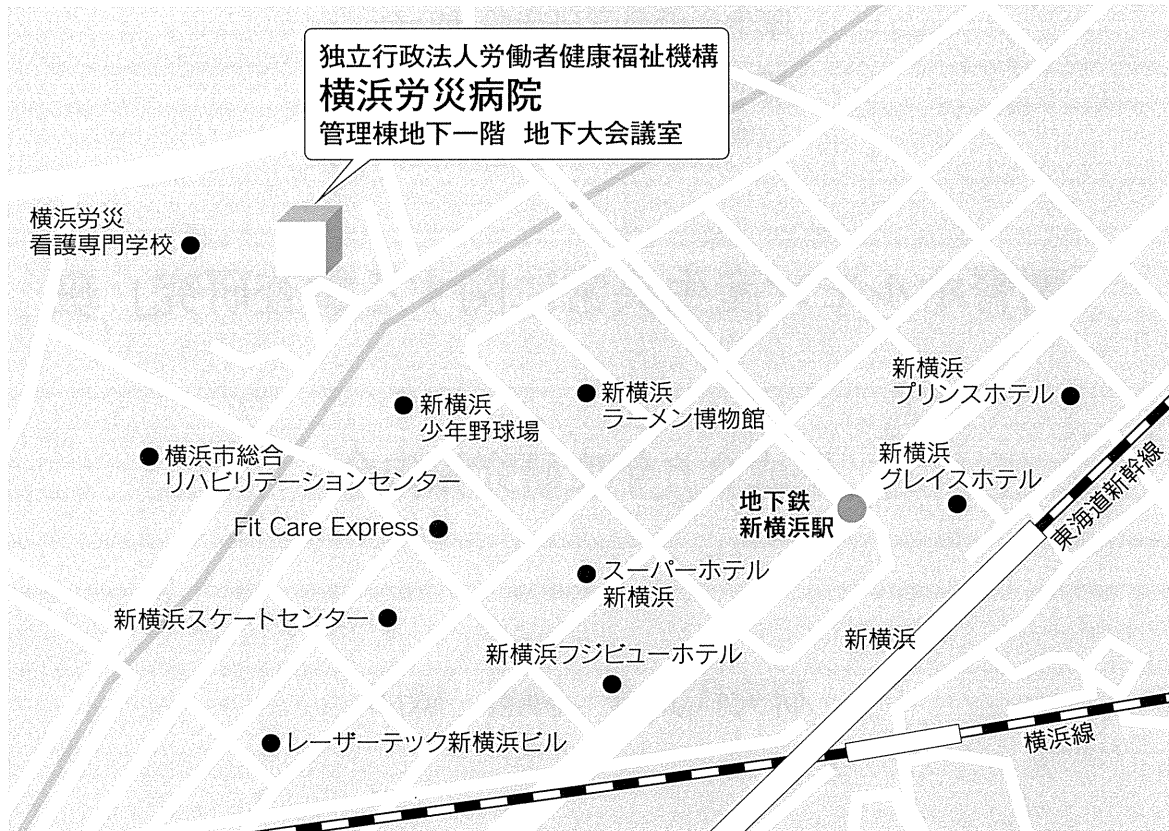 独立行政法人労働者健康福祉機構
横浜労災病院
管理棟地下一階 地下大会議室
横浜労災
看護専門学校
新横浜
少年野球場
新横浜
ラーメン博物館
新横浜
プリンスホテル
横浜市総合
リハビリテーションセンター
新横浜
グレイスホテル
地下鉄
新横浜駅
東海道新幹線
Fit Care Express
スーパーホテル
新横浜
新横浜スケートセンター
新横浜
新横浜フジビューホテル
レーザーテック新横浜ビル
横浜線